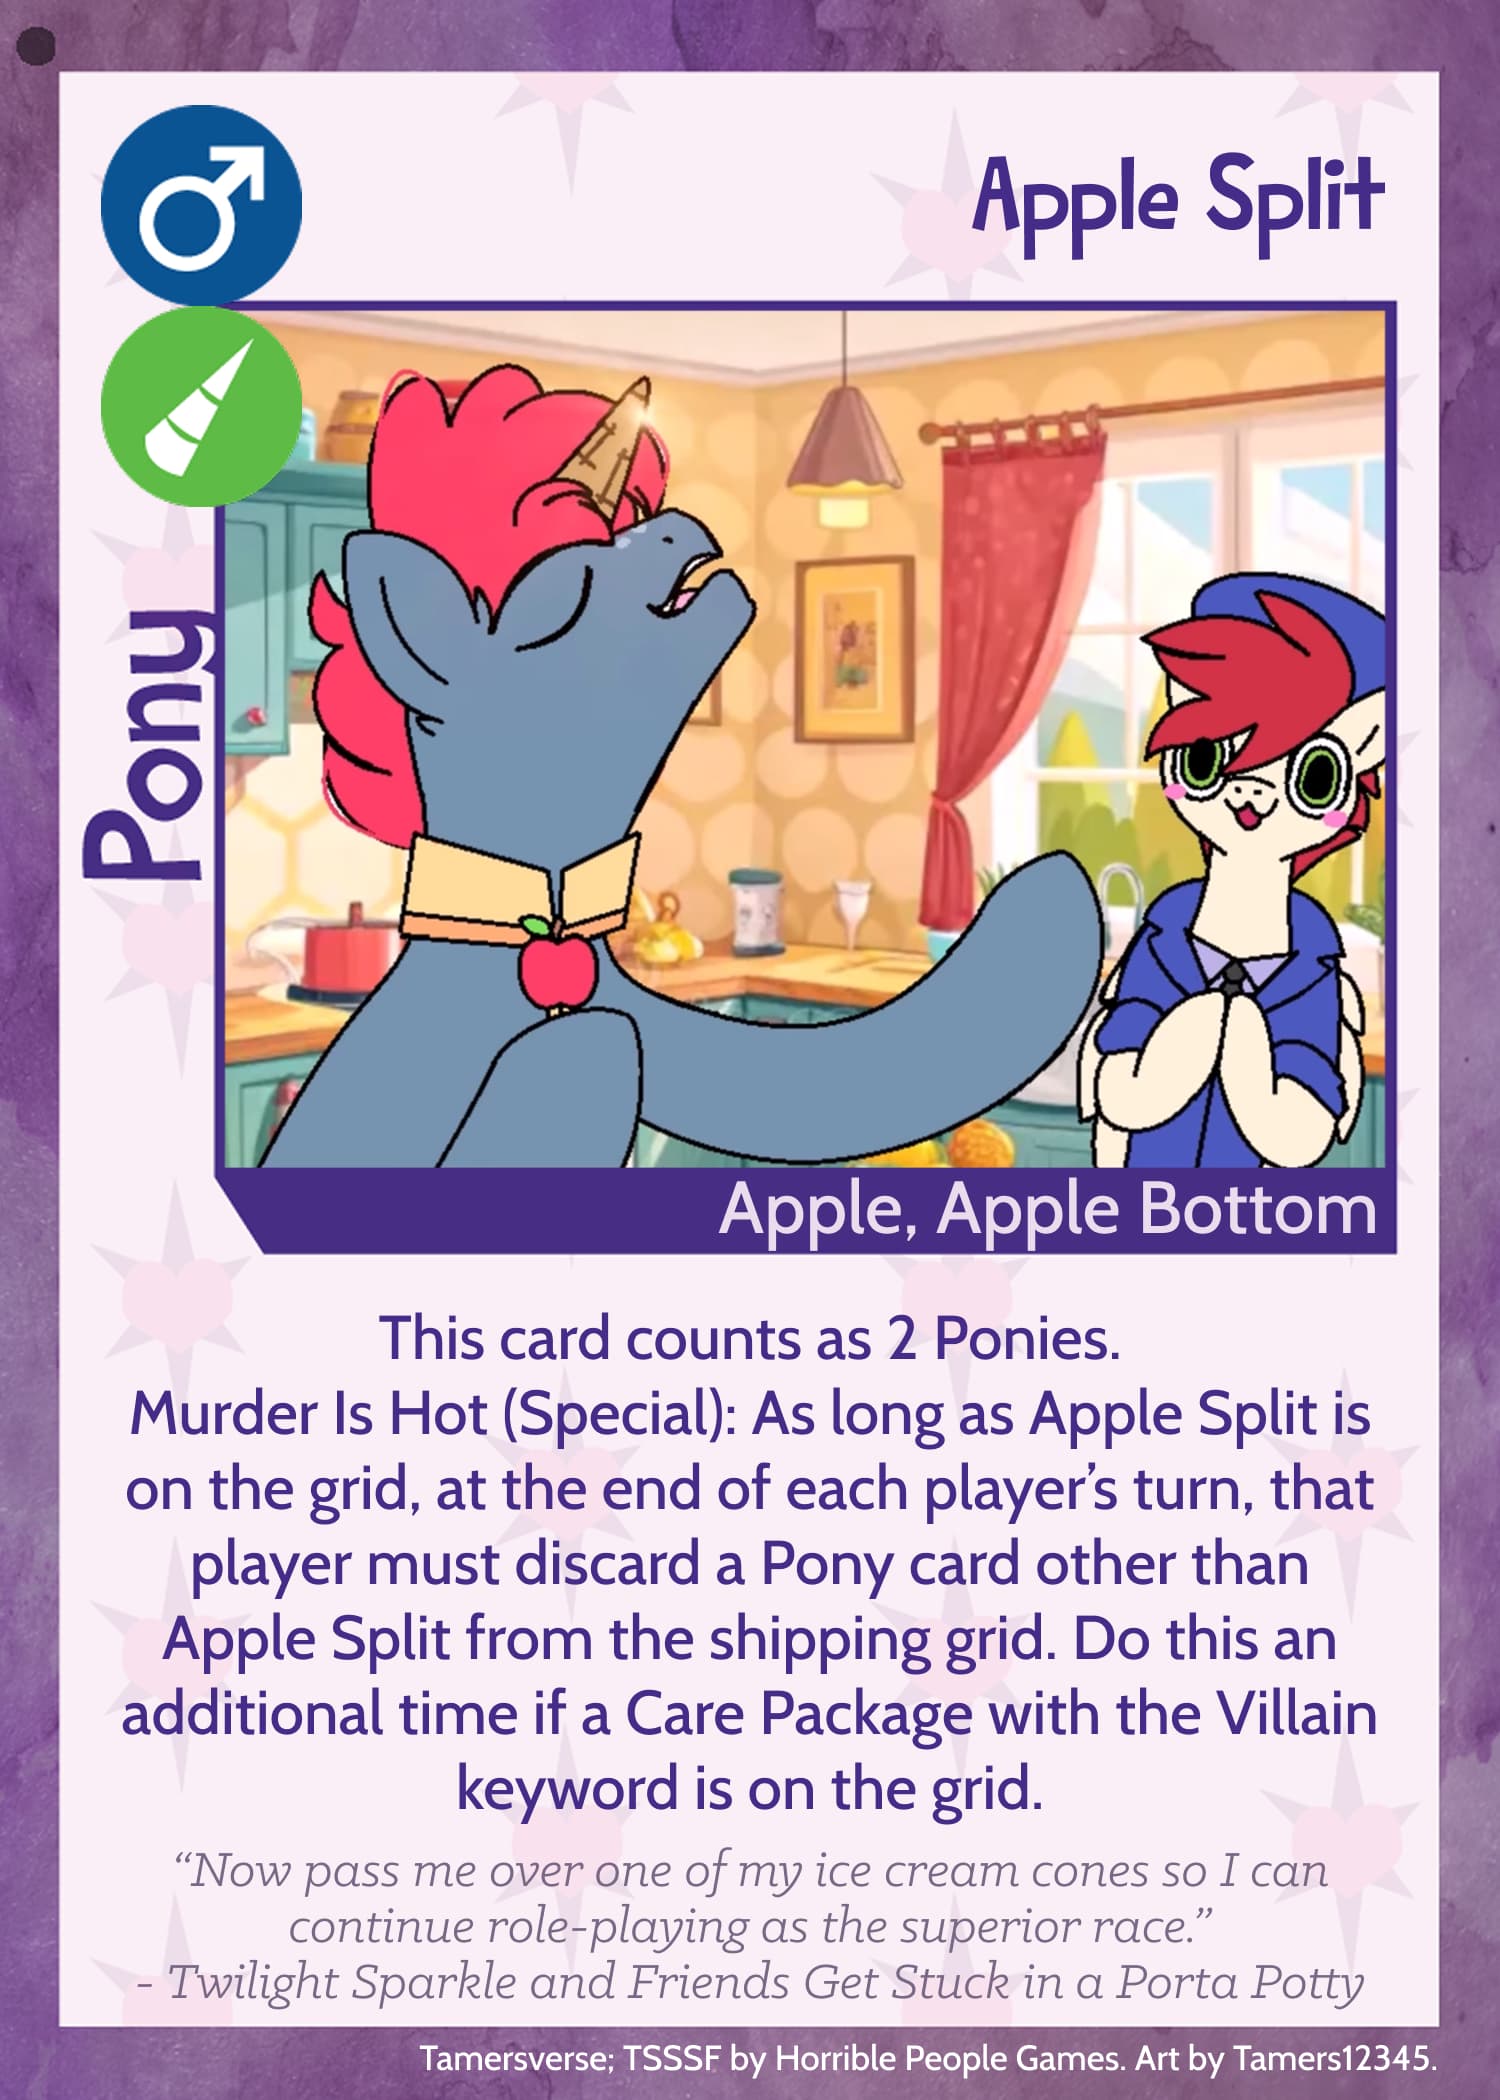 Apple Split
Pony
Apple, Apple Bottom
This card counts as 2 Ponies.
Murder Is Hot (Special): As long as Apple Split is
on the grid, at the end of each player’s turn, that
player must discard a Pony card other than
Apple Split from the shipping grid. Do this an
additional time if a Care Package with the Villain
keyword is on the grid.
“Now pass me over one of my ice cream cones so I can
continue role-playing as the superior race.”
- Twilight Sparkle and Friends Get Stuck in a Porta Potty
Tamersverse; TSSSF by Horrible People Games. Art by Tamers12345.